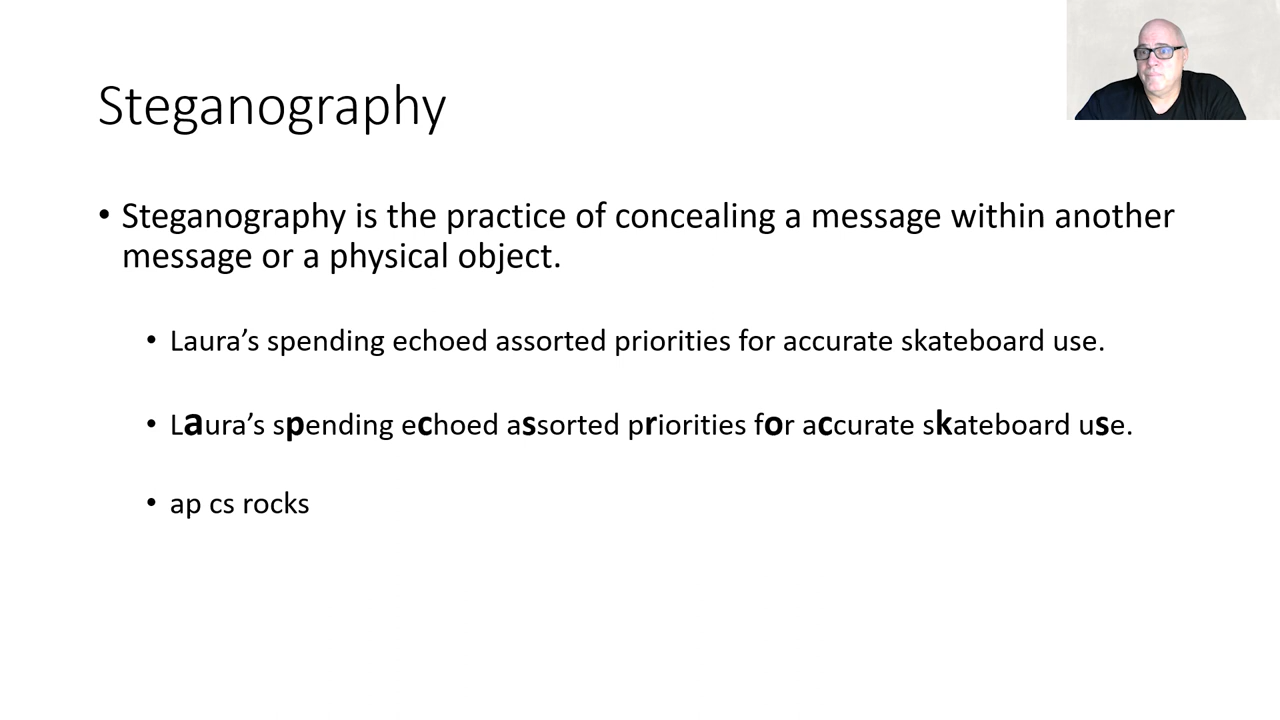 Steganography
• Steganography is the practice of concealing a message within another
message or a physical object.
• Laura’s spending echoed assorted priorities for accurate skateboard use.
• Laura’s spending echoed assorted priorities for accurate skateboard use.
• ap cs rocks